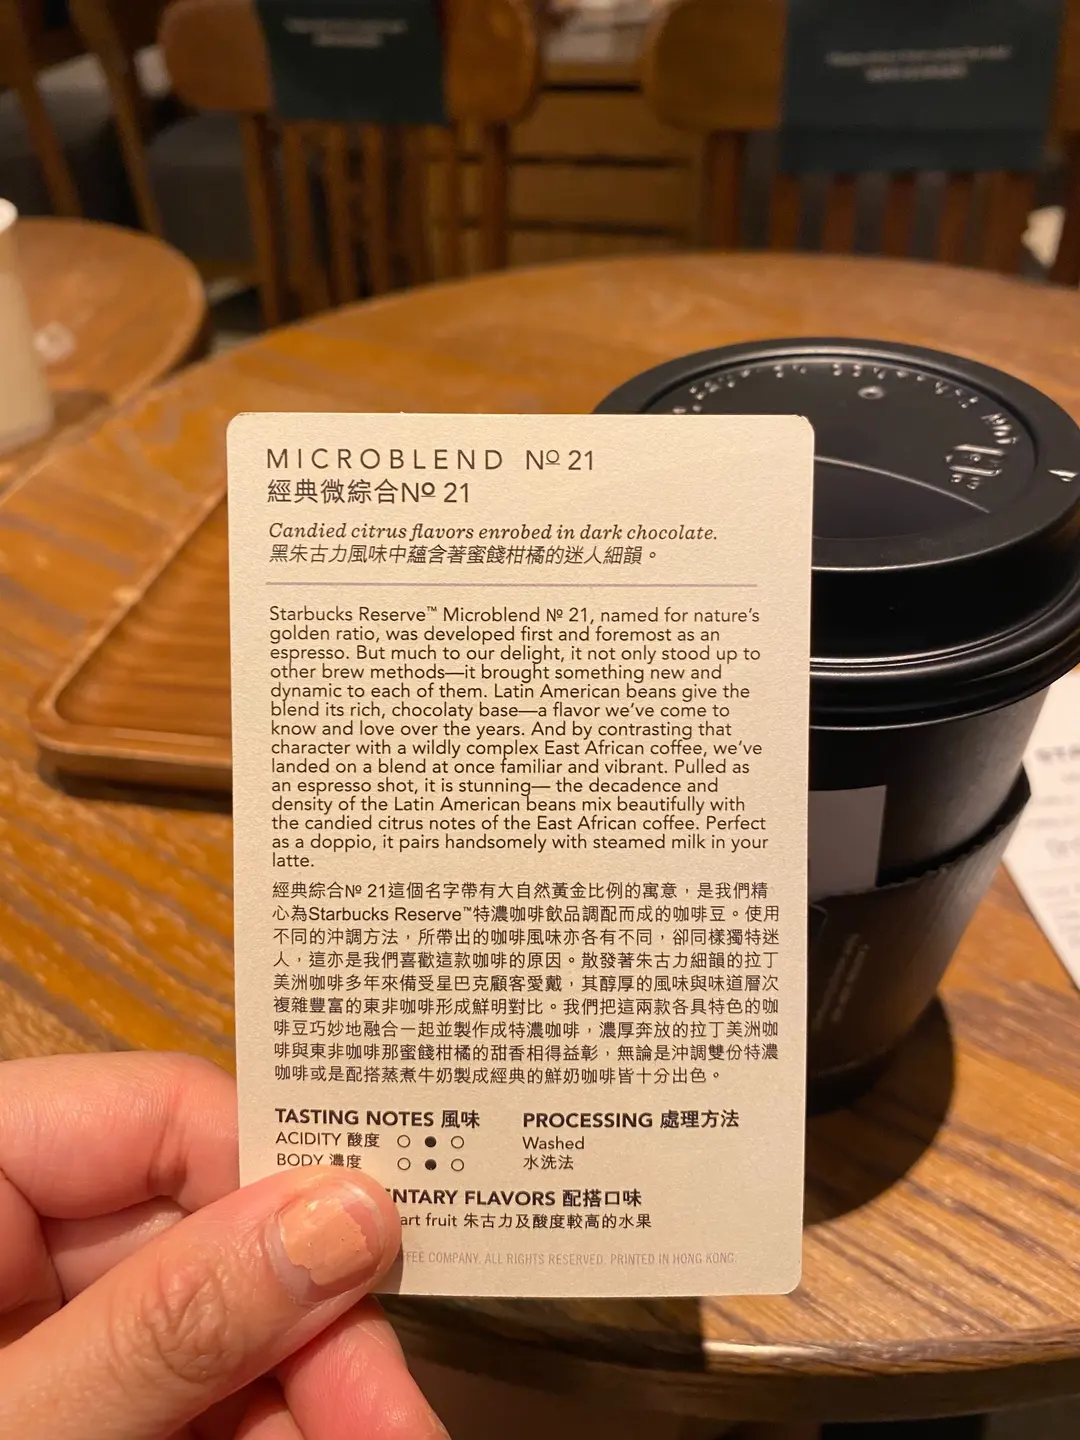 MICROBLEND Nº 21
經典微綜合Nº 21
Candied citrus flavors enrobed in dark chocolate.
黑朱古力風味中蘊含著蜜餞柑橘的迷人細韻。
Starbucks Reserve™ Microblend Nº 21, named for nature's
golden ratio, was developed first and foremost as an
espresso. But much to our delight, it not only stood up to
other brew methods—it brought something new and
dynamic to each of them. Latin American beans give the
blend its rich, chocolaty base—a flavor we've come to
know and love over the years. And by contrasting that
character with a wildly complex East African coffee, we've
landed on a blend at once familiar and vibrant. Pulled as
an espresso shot, it is stunning— the decadence and
density of the Latin American beans mix beautifully with
the candied citrus notes of the East African coffee. Perfect
as a doppio, it pairs handsomely with steamed milk in your
latte.
經典綜合Nº 21這個名字帶有大自然黃金比例的寓意，是我們精
心為Starbucks Reserve™特濃咖啡飲品調配而成的咖啡豆。使用
不同的沖調方法，所帶出的咖啡風味亦各有不同，卻同樣獨特迷
人，這亦是我們喜歡這款咖啡的原因。散發著朱古力細韻的拉丁
美洲咖啡多年來備受星巴克顧客愛戴，其醇厚的風味與味道層次
複雜豐富的東非咖啡形成鮮明對比。我們把這兩款各具特色的咖
啡豆巧妙地融合一起並製作成特濃咖啡，濃厚奔放的拉丁美洲咖
啡與東非咖啡那蜜餞柑橘的甜香相得益彰，無論是沖調雙份特濃
咖啡或是配搭蒸煮牛奶製成經典的鮮奶咖啡皆十分出色。
TASTING NOTES 風味
ACIDITY 酸度
BODY 濃度
PROCESSING 處理方法
Washed
水洗法
NTARY FLAVORS 配搭口味
art fruit 朱古力及酸度較高的水果
FEE COMPANY. ALL RIGHTS RESERVED. PRINTED IN HONG KONG.